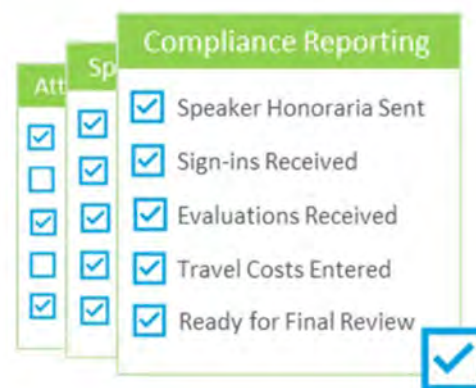 Att
Sp
Compliance Reporting
Speaker Honoraria Sent
Sign-ins Received
Evaluations Received
Travel Costs Entered
Ready for Final Review